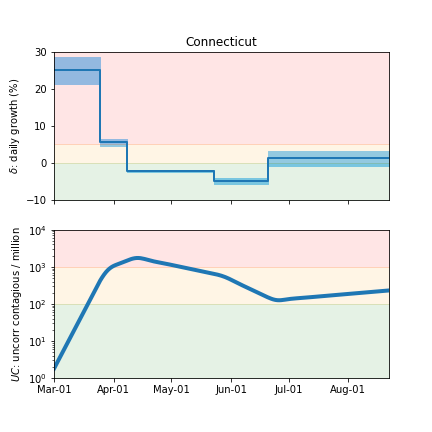 Connecticut
δ: daily growth (%)
30
20
10
0
−10
UC: uncorr contagious / million
10⁴
10³
10²
10¹
10⁰
Mar-01 Apr-01 May-01 Jun-01 Jul-01 Aug-01